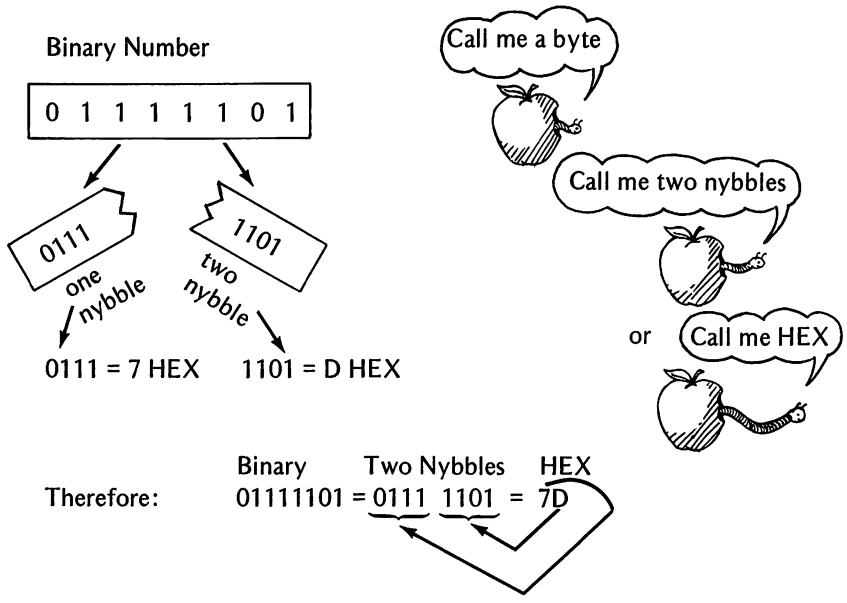 Binary Number
0 1 1 1 1 1 0 1
0111
one
nybble
1101
two
nybble
0111 = 7 HEX
1101 = D HEX
Call me a byte
Call me two nybbles
or
Call me HEX
Binary Two Nybbles HEX
Therefore: 01111101 = 0111 1101 = 7D